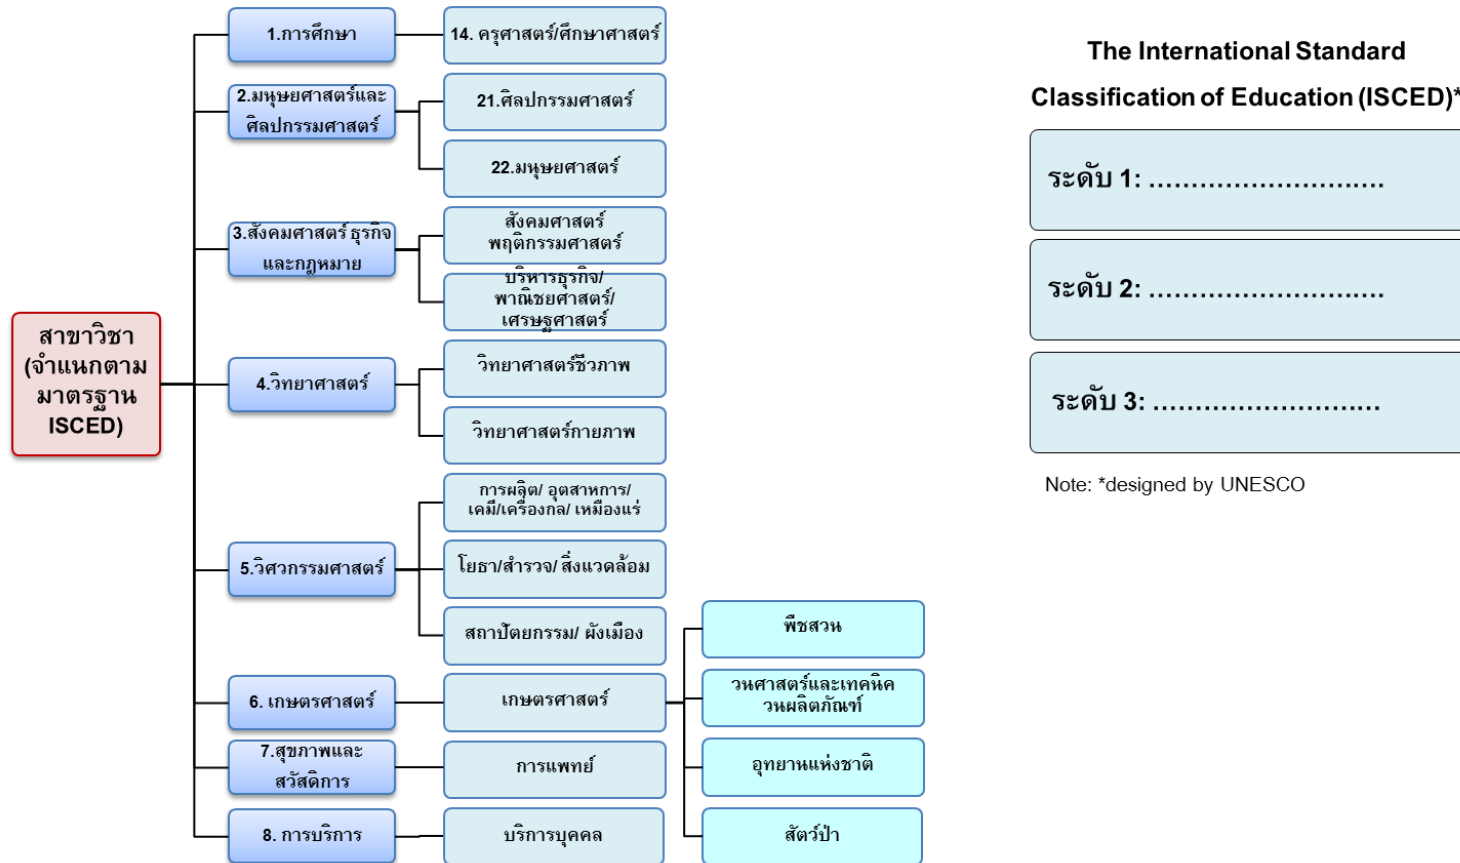 สาขาวิชา
(จำแนกตาม
มาตรฐาน
ISCED)
1.การศึกษา
14. ครุศาสตร์/ศึกษาศาสตร์
2.มนุษยศาสตร์และ
ศิลปกรรมศาสตร์
21.ศิลปกรรมศาสตร์
22.มนุษยศาสตร์
3.สังคมศาสตร์ ธุรกิจ
และกฎหมาย
สังคมศาสตร์
พฤติกรรมศาสตร์
บริหารธุรกิจ/
พาณิชยศาสตร์/
เศรษฐศาสตร์
4.วิทยาศาสตร์
วิทยาศาสตร์ชีวภาพ
วิทยาศาสตร์กายภาพ
5.วิศวกรรมศาสตร์
การผลิต/ อุตสาหการ/
เคมี/เครื่องกล/ เหมืองแร่
โยธา/สำรวจ/ สิ่งแวดล้อม
สถาปัตยกรรม/ ผังเมือง
6. เกษตรศาสตร์
เกษตรศาสตร์
พืชสวน
วนศาสตร์และเทคนิค
วนผลิตภัณฑ์
อุทยานแห่งชาติ
สัตว์ป่า
7.สุขภาพและ
สวัสดิการ
การแพทย์
8. การบริการ
บริการบุคคล
The International Standard
Classification of Education (ISCED)*
ระดับ 1: ............................
ระดับ 2: ............................
ระดับ 3: ...........................
Note: *designed by UNESCO